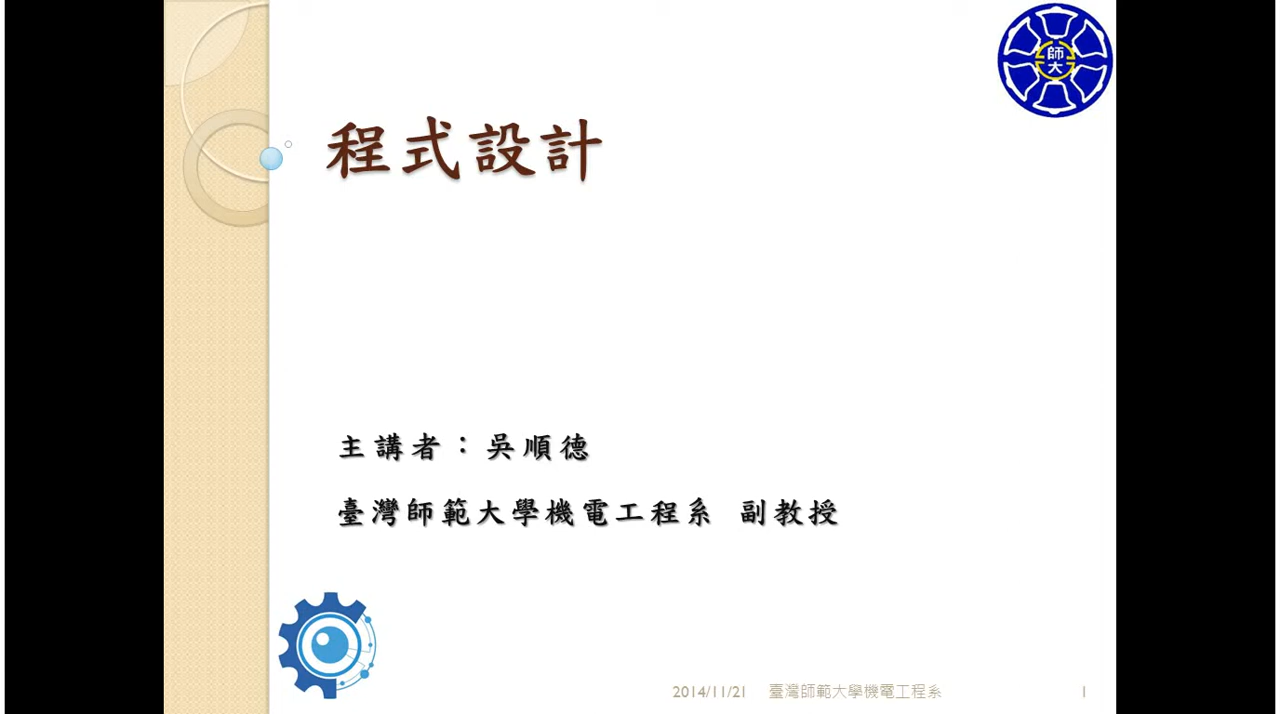 師大
程式設計
主講者：吳順德
臺灣師範大學機電工程系 副教授
2014/11/21 臺灣師範大學機電工程系 1